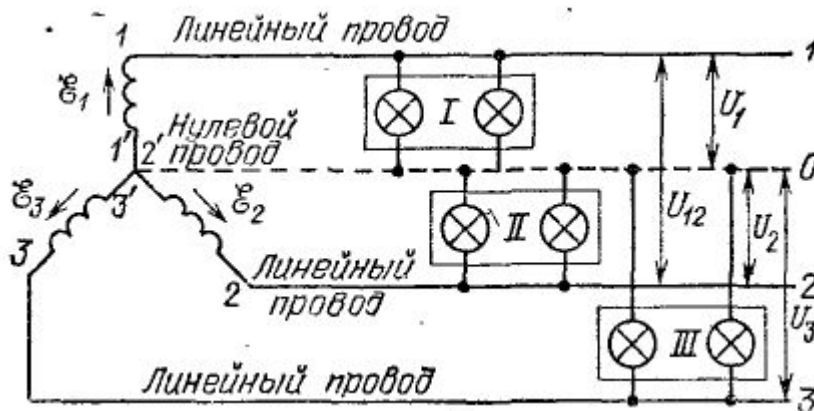 1 Линейный провод 1
ℰ₁ I U₁
1' 2' Нулевой провод 0
ℰ₃ 3' ℰ₂ II U₁₂ U₂
3 2 Линейный провод 2
U₃
III
Линейный провод 3